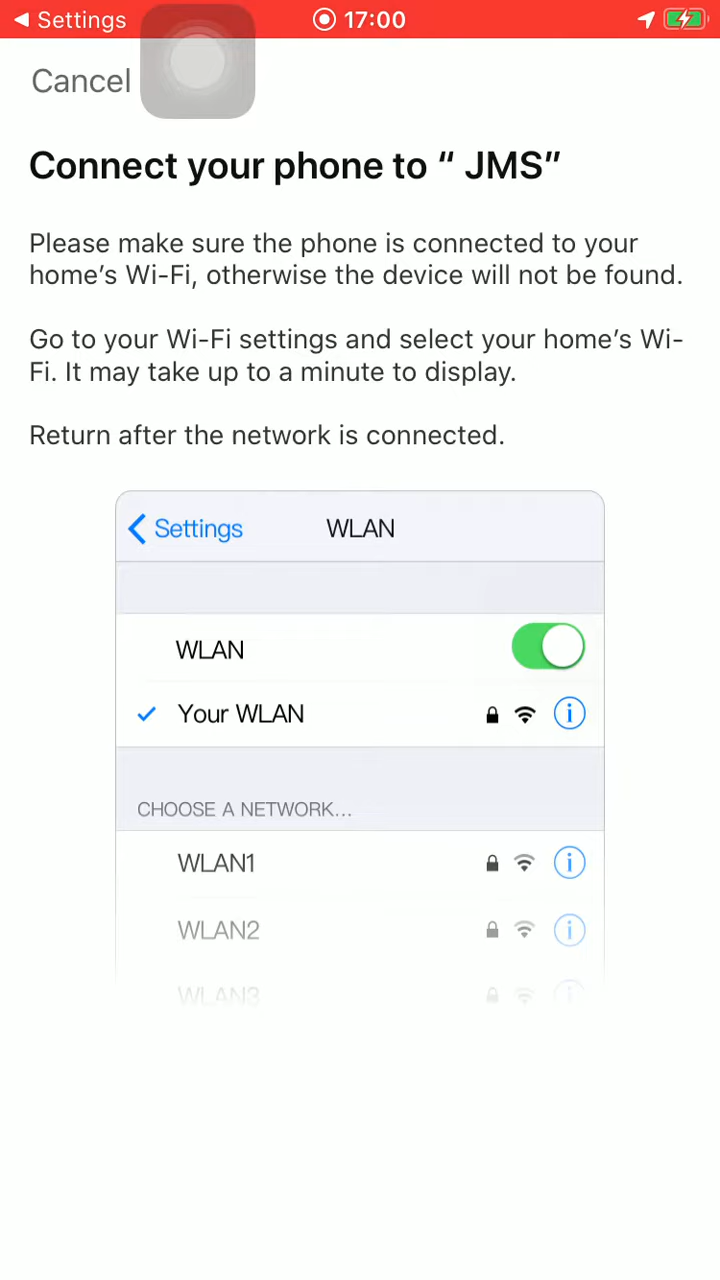 Settings 17:00
Cancel
Connect your phone to “ JMS”
Please make sure the phone is connected to your
home’s Wi-Fi, otherwise the device will not be found.
Go to your Wi-Fi settings and select your home’s Wi-
Fi. It may take up to a minute to display.
Return after the network is connected.
Settings WLAN
WLAN
Your WLAN
CHOOSE A NETWORK...
WLAN1
WLAN2
WLAN3